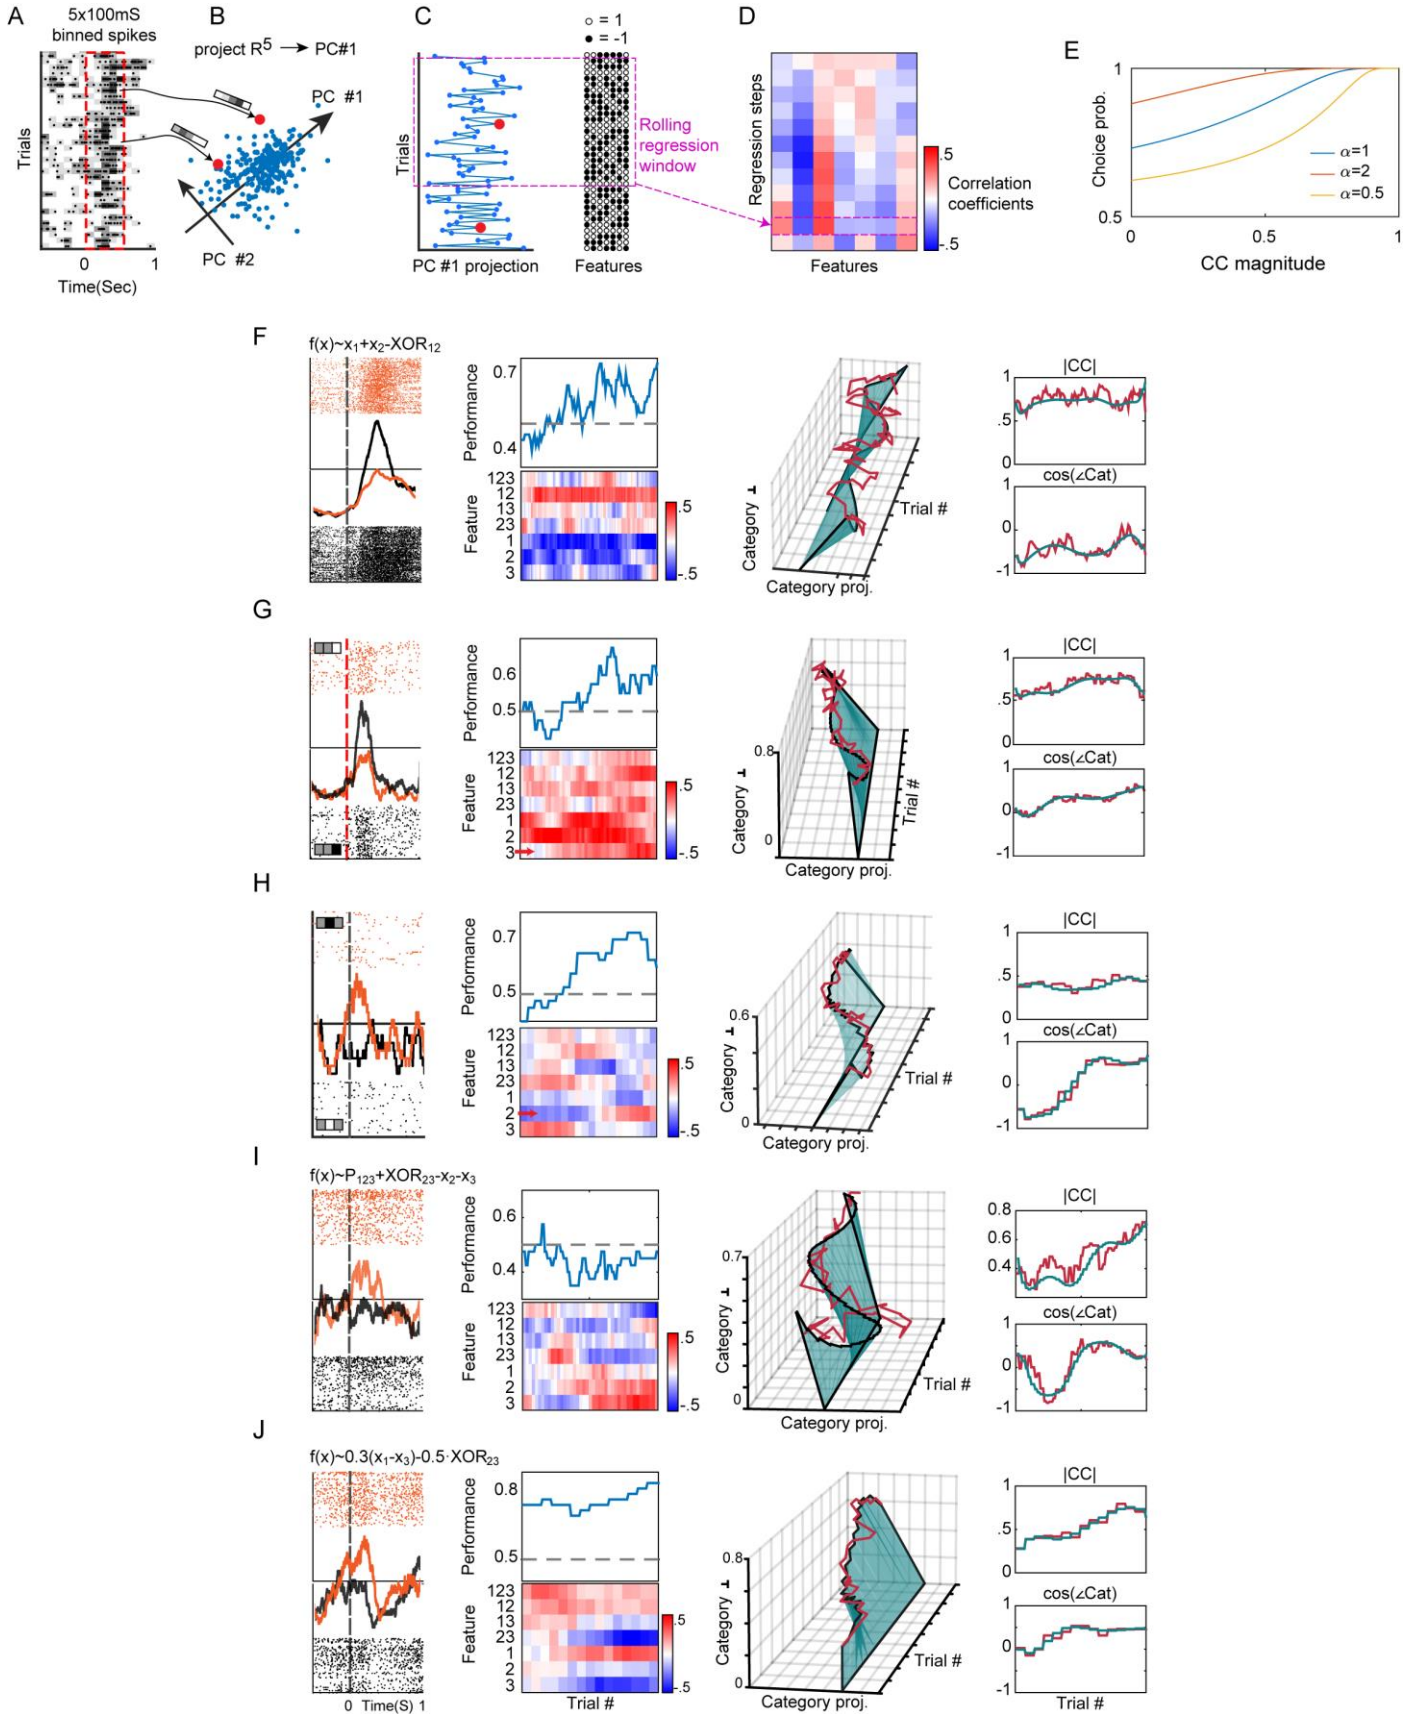 A
5x100mS
binned spikes
Trials
0
1
Time(Sec)
B
project R⁵ → PC#1
PC #1
PC #2
C
○ = 1
● = -1
Trials
Rolling
regression
window
PC #1 projection
Features
D
Regression steps
Features
.5
-.5
Correlation
coefficients
E
Choice prob.
1
0.5
0
0.5
1
α=1
α=2
α=0.5
CC magnitude
F
f(x)~x₁+x₂-XOR₁₂
Performance
0.7
0.4
Feature
123
12
13
23
1
2
3
.5
-.5
Category ⊥
Trial #
Category proj.
|CC|
1
.5
0
cos(∠Cat)
1
0
-1
G
Performance
0.6
0.5
Feature
123
12
13
23
1
2
3
.5
-.5
Category ⊥
0.8
0
Trial #
Category proj.
|CC|
1
.5
0
cos(∠Cat)
1
0
-1
H
Performance
0.7
0.5
Feature
123
12
13
23
1
2
3
.5
-.5
Category ⊥
0.6
0
Trial #
Category proj.
|CC|
1
.5
0
cos(∠Cat)
1
0
-1
I
f(x)~P₁₂₃+XOR₂₃-x₂-x₃
Performance
0.6
0.4
Feature
123
12
13
23
1
2
3
.5
-.5
Category ⊥
0.7
0
Trial #
Category proj.
|CC|
0.8
0.4
cos(∠Cat)
1
0
-1
J
f(x)~0.3(x₁-x₃)-0.5·XOR₂₃
0 Time(S) 1
Performance
0.8
0.5
Feature
123
12
13
23
1
2
3
.5
-.5
Trial #
Category ⊥
0.8
0
Trial #
Category proj.
|CC|
1
.5
0
cos(∠Cat)
1
0
-1
Trial #